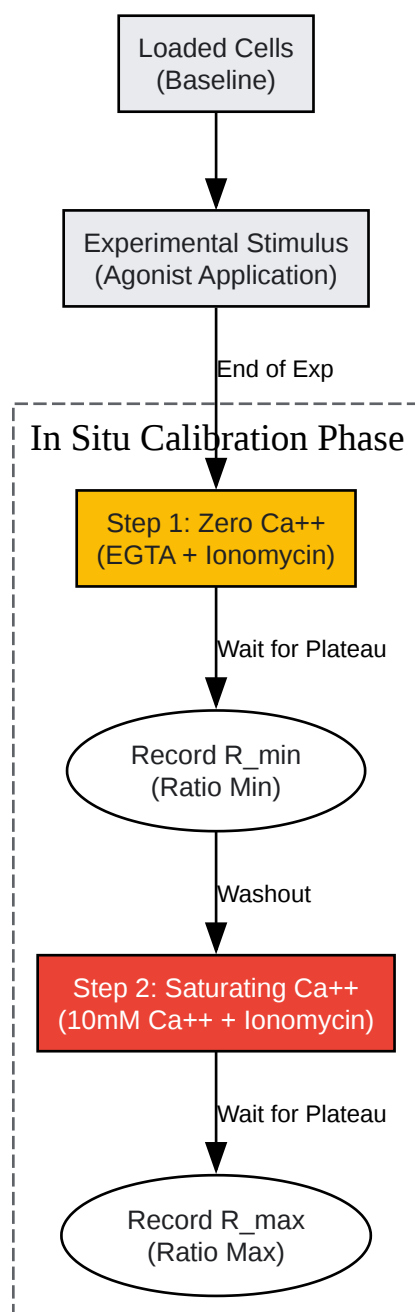 Loaded Cells
(Baseline)
Experimental Stimulus
(Agonist Application)
End of Exp
In Situ Calibration Phase
Step 1: Zero Ca++
(EGTA + Ionomycin)
Wait for Plateau
Record R_min
(Ratio Min)
Washout
Step 2: Saturating Ca++
(10mM Ca++ + Ionomycin)
Wait for Plateau
Record R_max
(Ratio Max)